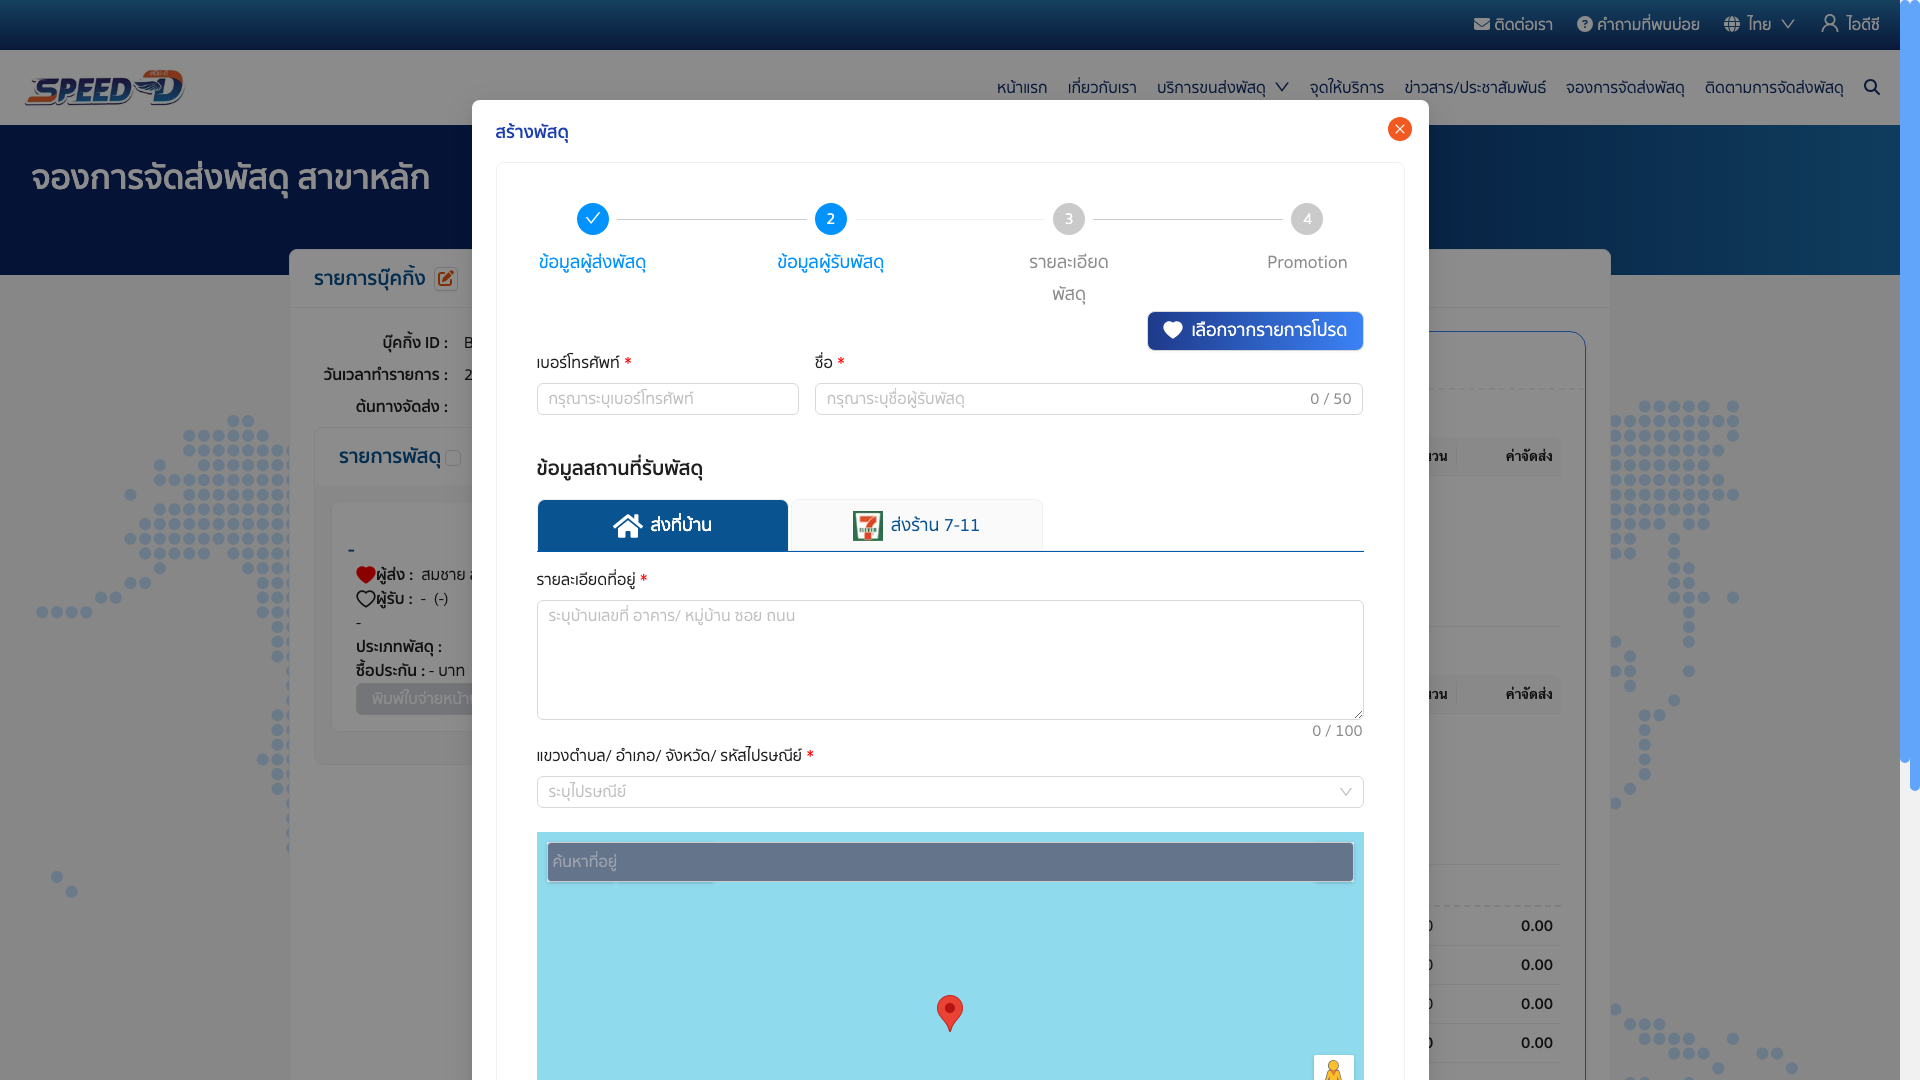 ติดต่อเรา คำถามที่พบบ่อย ไทย ไอดีซี
SPEED-D
หน้าแรก เกี่ยวกับเรา บริการขนส่งพัสดุ จุดให้บริการ ข่าวสาร/ประชาสัมพันธ์ จองการจัดส่งพัสดุ ติดตามการจัดส่งพัสดุ
สร้างพัสดุ
จองการจัดส่งพัสดุ สาขาหลัก
2 3 4
ข้อมูลผู้ส่งพัสดุ ข้อมูลผู้รับพัสดุ รายละเอียด Promotion
พัสดุ
เลือกจากรายการโปรด
เบอร์โทรศัพท์ * ชื่อ *
กรุณาระบุเบอร์โทรศัพท์ กรุณาระบุชื่อผู้รับพัสดุ 0 / 50
ข้อมูลสถานที่รับพัสดุ
ส่งที่บ้าน ส่งร้าน 7-11
รายละเอียดที่อยู่ *
ระบุบ้านเลขที่ อาคาร/ หมู่บ้าน ซอย ถนน
0 / 100
แขวงตำบล/ อำเภอ/ จังหวัด/ รหัสไปรษณีย์ *
ระบุไปรษณีย์
ค้นหาที่อยู่
รายการบุ๊คกิ้ง
บุ๊คกิ้ง ID : B
วันเวลาทำรายการ : 2
ต้นทางจัดส่ง :
รายการพัสดุ
-
ผู้ส่ง : สมชาย
ผู้รับ : - (-)
-
ประเภทพัสดุ :
ซื้อประกัน : - บาท
พิมพ์ใบจ่ายหน้า
ค่าจัดส่ง
ค่าจัดส่ง
0.00
0.00
0.00
0.00